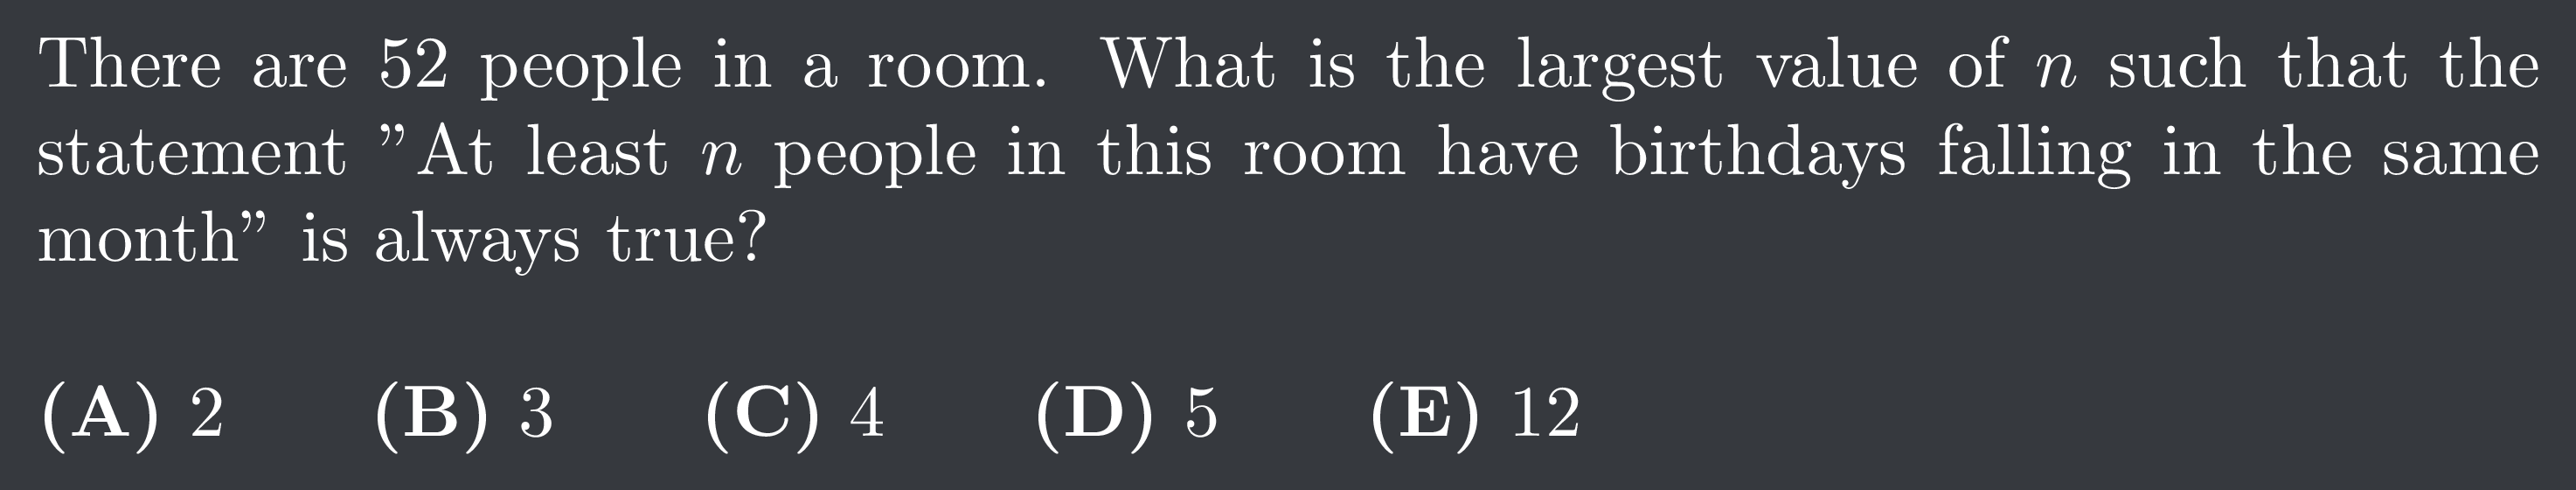 There are 52 people in a room. What is the largest value of n such that the
statement ”At least n people in this room have birthdays falling in the same
month” is always true?
(A) 2 (B) 3 (C) 4 (D) 5 (E) 12